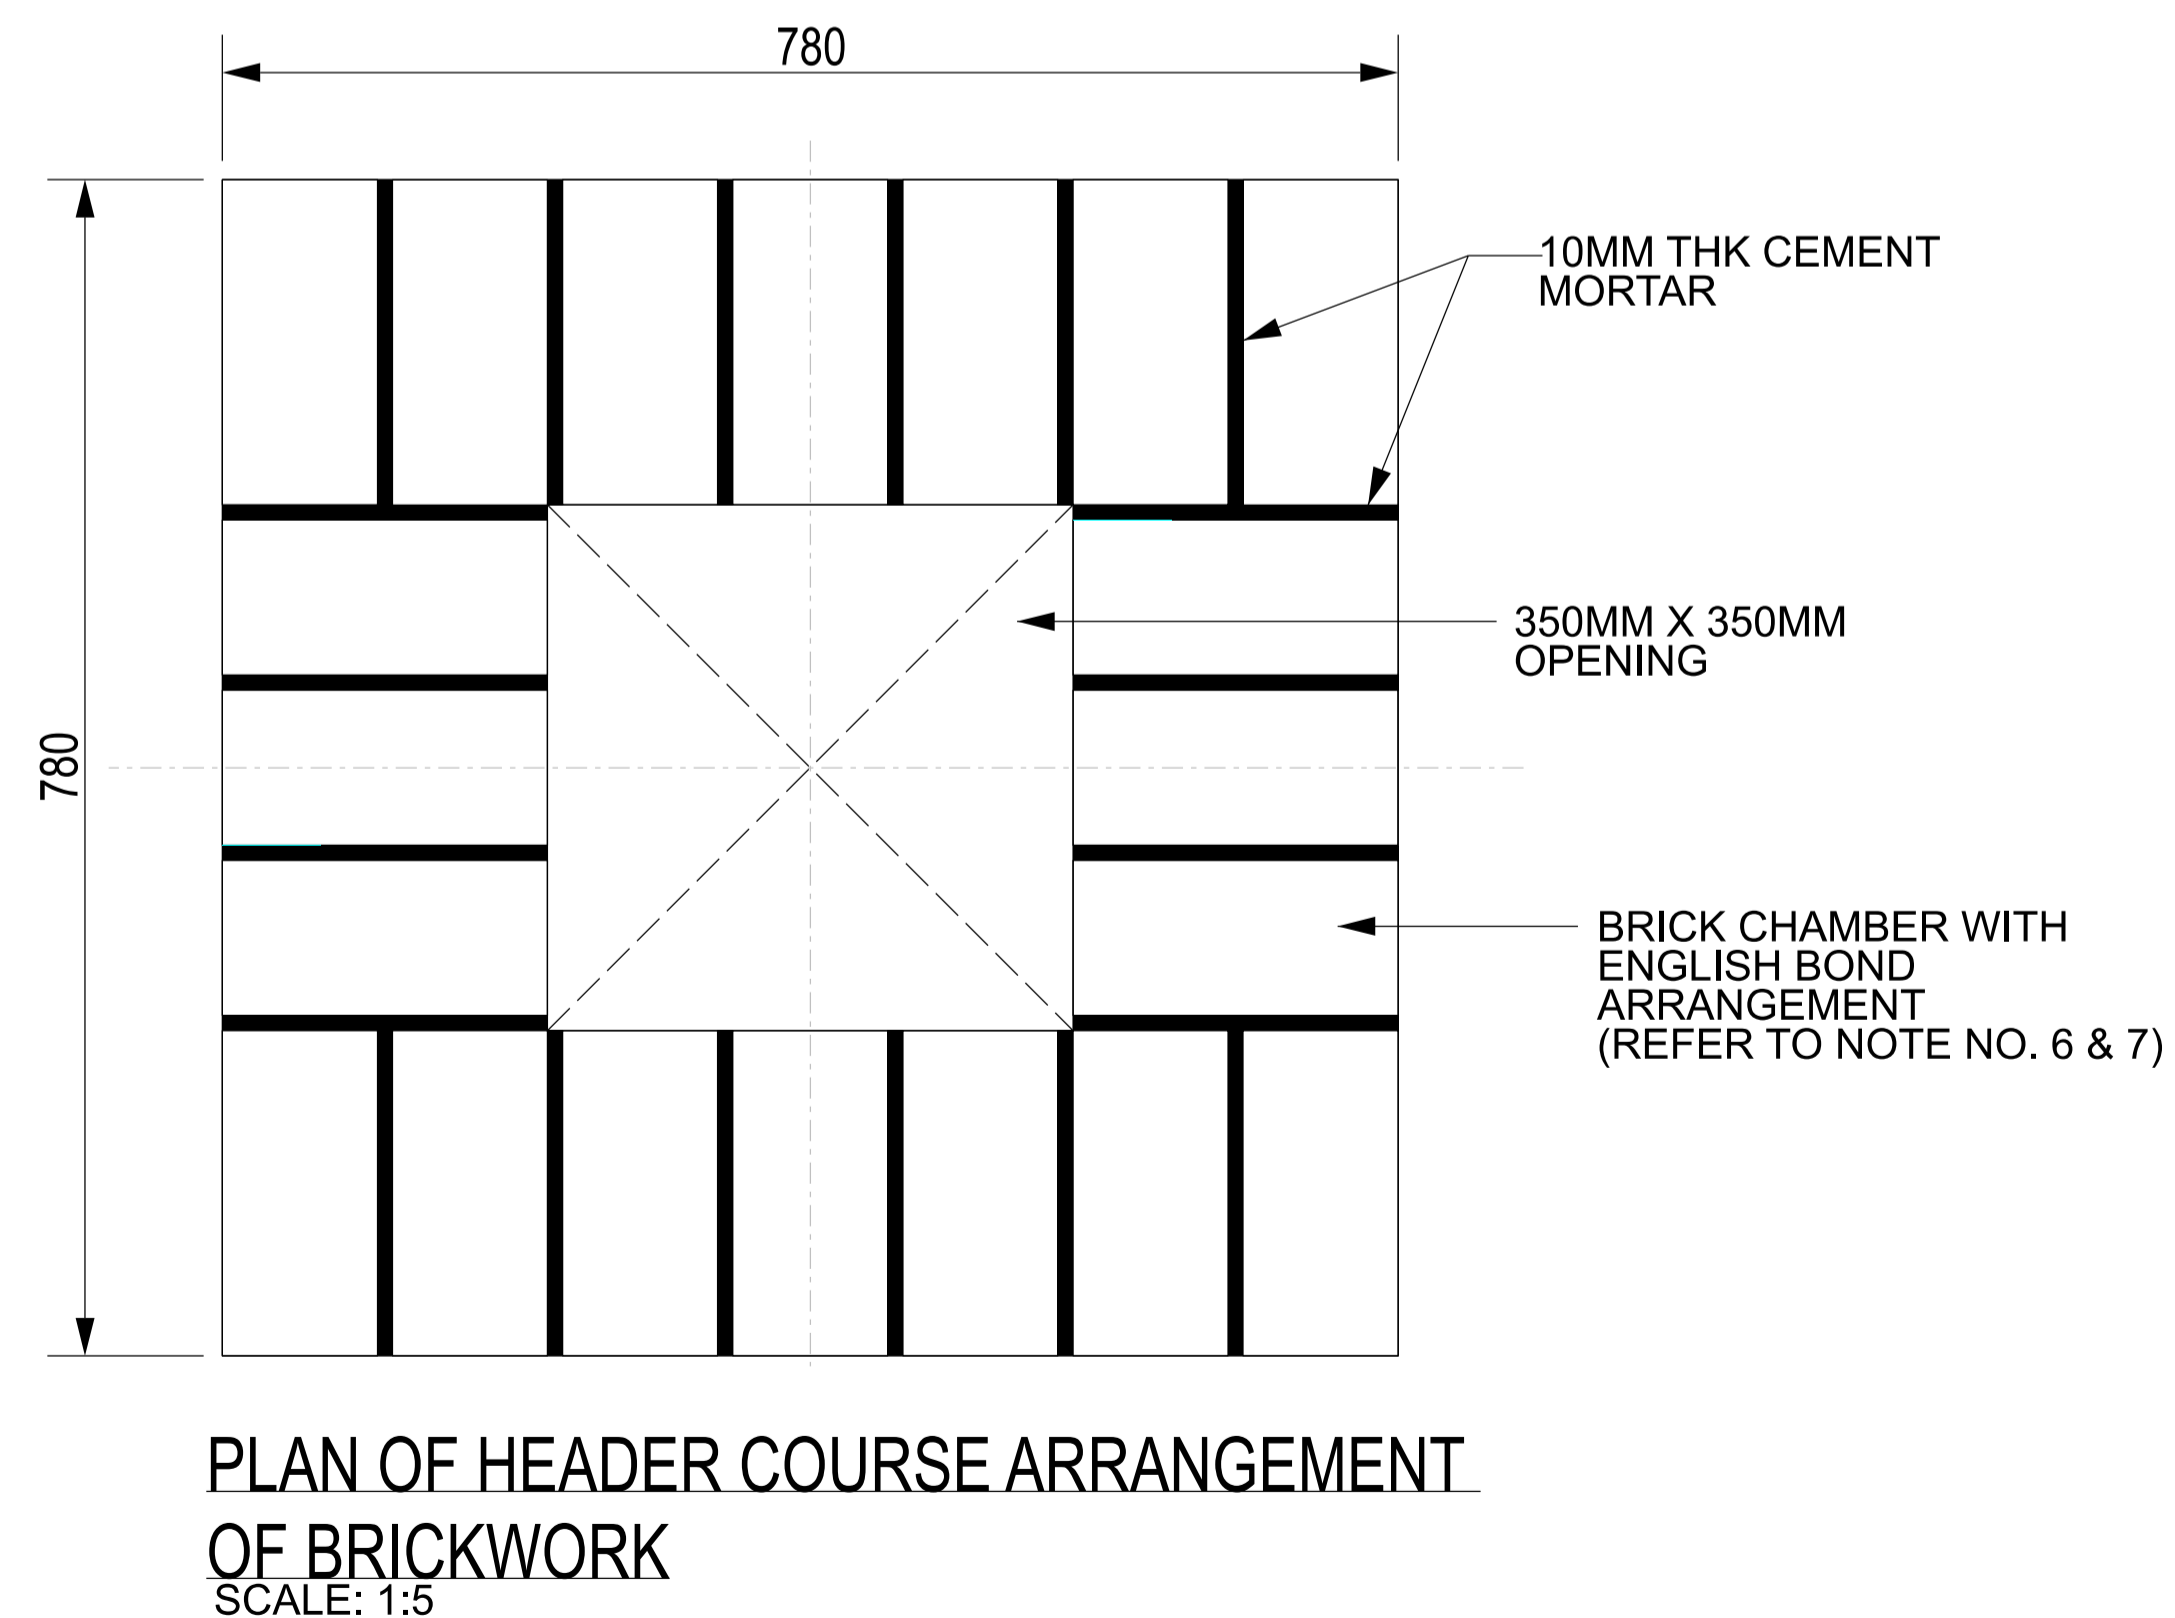 780
10MM THK CEMENT
MORTAR
350MM X 350MM
OPENING
780
BRICK CHAMBER WITH
ENGLISH BOND
ARRANGEMENT
(REFER TO NOTE NO. 6 & 7)
PLAN OF HEADER COURSE ARRANGEMENT
OF BRICKWORK
SCALE: 1:5